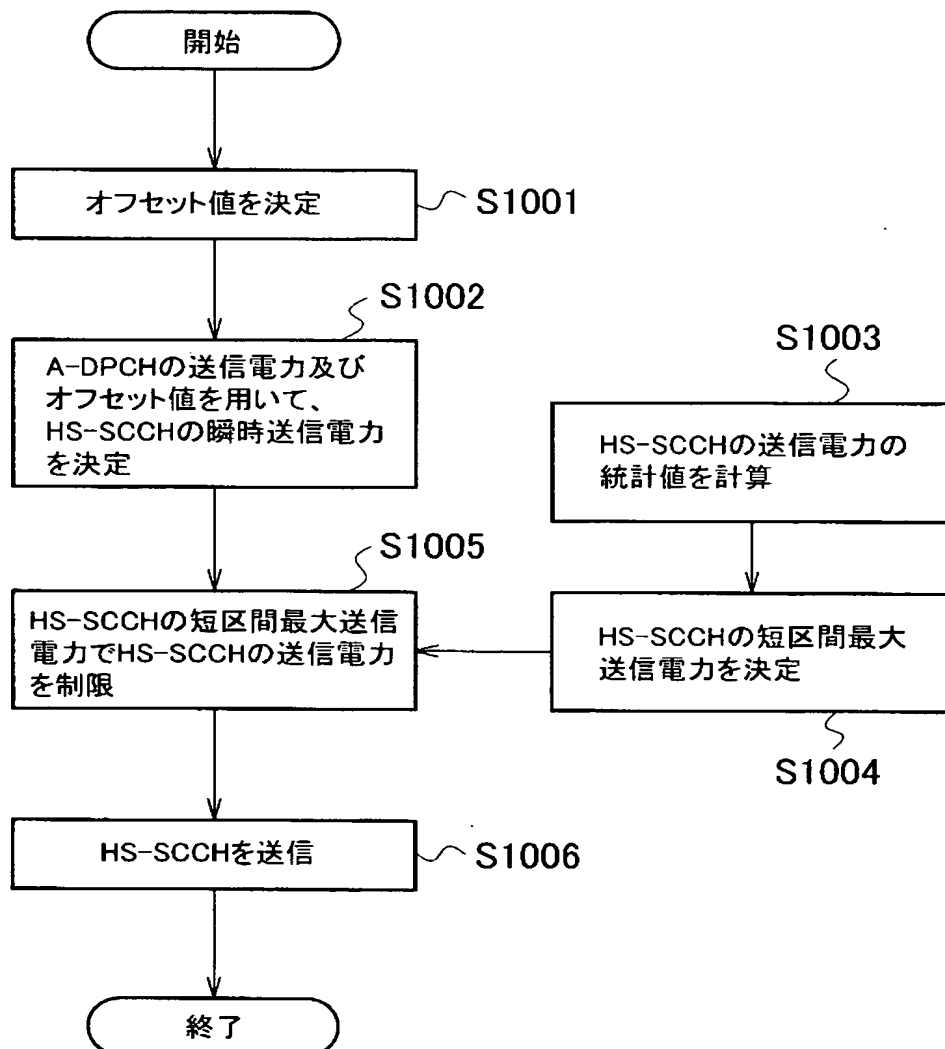 開始
オフセット値を決定
S1001
S1002
A-DPCHの送信電力及び
オフセット値を用いて、
HS-SCCHの瞬時送信電力
を決定
S1003
HS-SCCHの送信電力の
統計値を計算
S1005
HS-SCCHの短区間最大送信
電力でHS-SCCHの送信電力
を制限
HS-SCCHの短区間最大
送信電力を決定
S1004
HS-SCCHを送信
S1006
終了